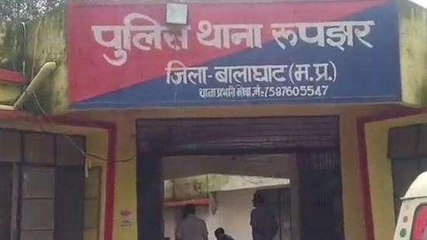 पुलिस थाना रूपझर
जिला-बालाघाट (म.प्र.)
थाना प्रभारी मोबा.नं.-7587605547